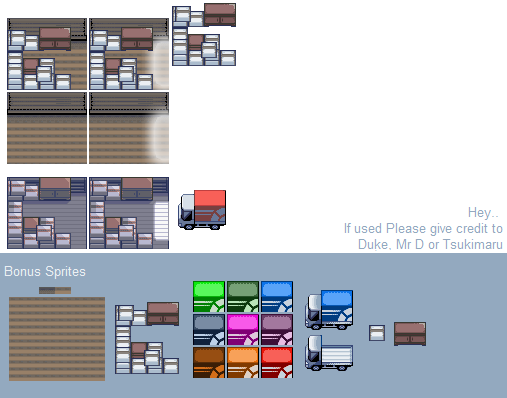 Hey..
If used Please give credit to
Duke, Mr D or Tsukimaru
Bonus Sprites